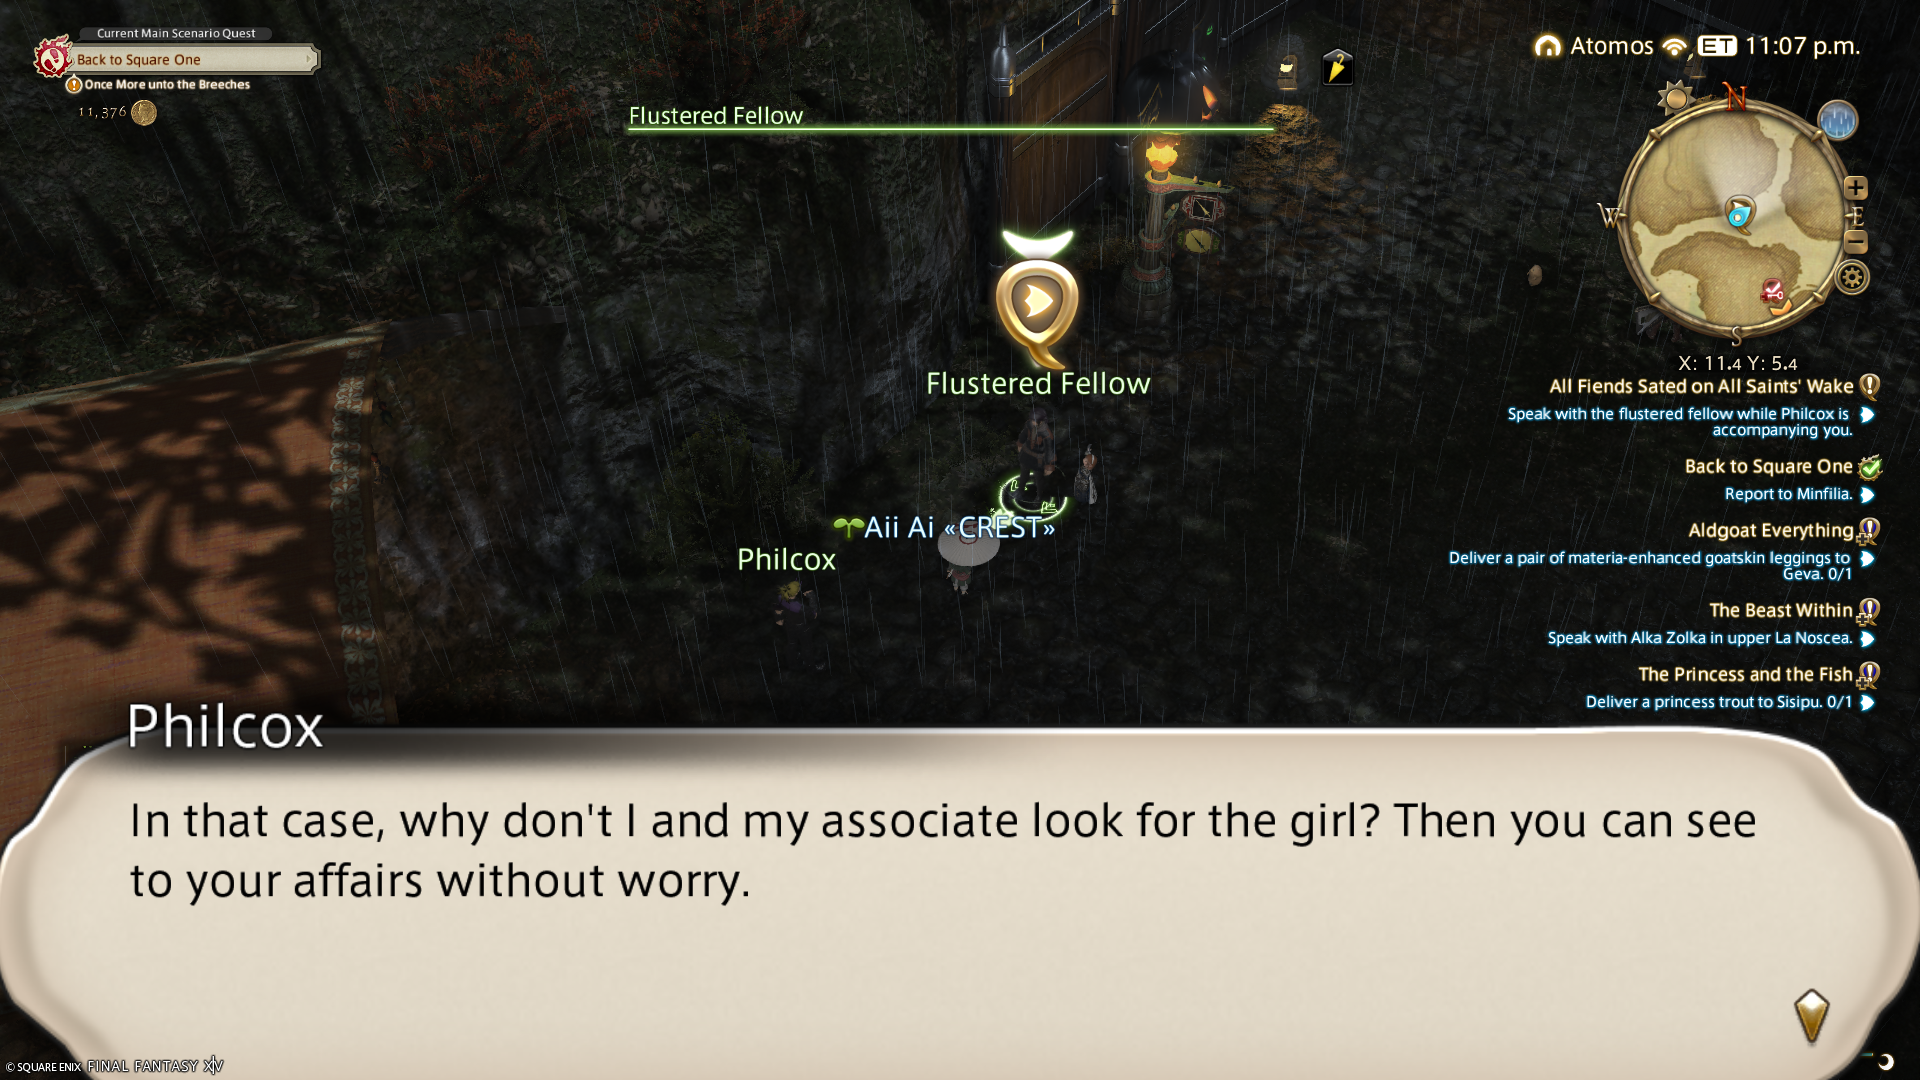 Current Main Scenario Quest
Back to Square One
Once More unto the Breeches
11,376
Flustered Fellow
Atomos ET 11:07 p.m.
N
W
E
S
X: 11.4 Y: 5.4
All Fiends Sated on All Saints' Wake
Speak with the flustered fellow while Philcox is
accompanying you.
Back to Square One
Report to Minfilia.
Aldgoat Everything
Deliver a pair of materia-enhanced goatskin leggings to
Geva. 0/1
The Beast Within
Speak with Alka Zolka in upper La Noscea.
The Princess and the Fish
Deliver a princess trout to Sisipu. 0/1
Flustered Fellow
Aii Ai «CREST»
Philcox
Philcox
In that case, why don't I and my associate look for the girl? Then you can see
to your affairs without worry.
© SQUARE ENIX FINAL FANTASY XIV